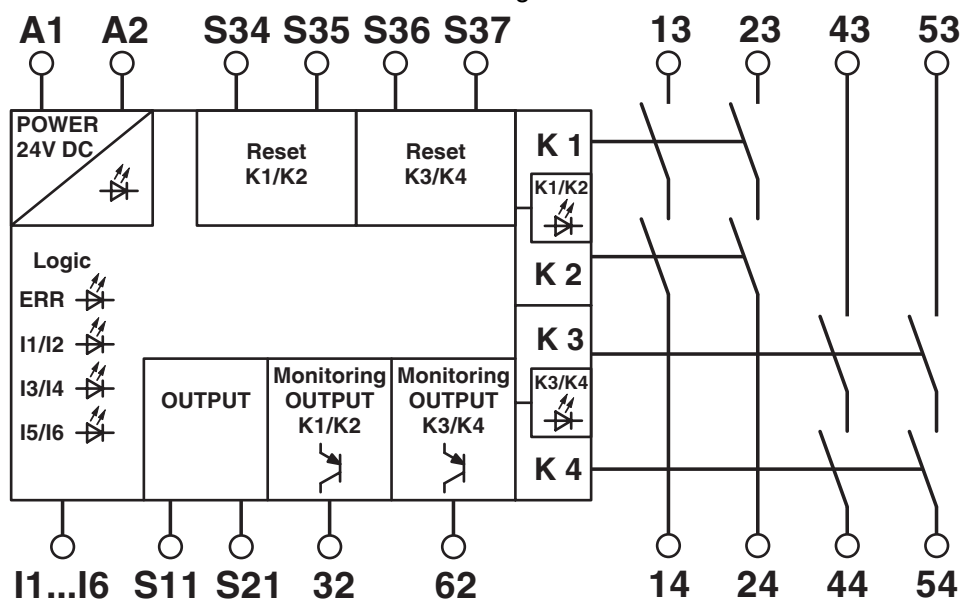 A1 A2 S34 S35 S36 S37 13 23 43 53
POWER
24V DC
Reset
K1/K2
Reset
K3/K4
K 1
K1/K2
K 2
Logic
ERR
I1/I2
I3/I4
I5/I6
OUTPUT
Monitoring
OUTPUT
K1/K2
Monitoring
OUTPUT
K3/K4
K 3
K3/K4
K 4
I1...I6 S11 S21 32 62 14 24 44 54